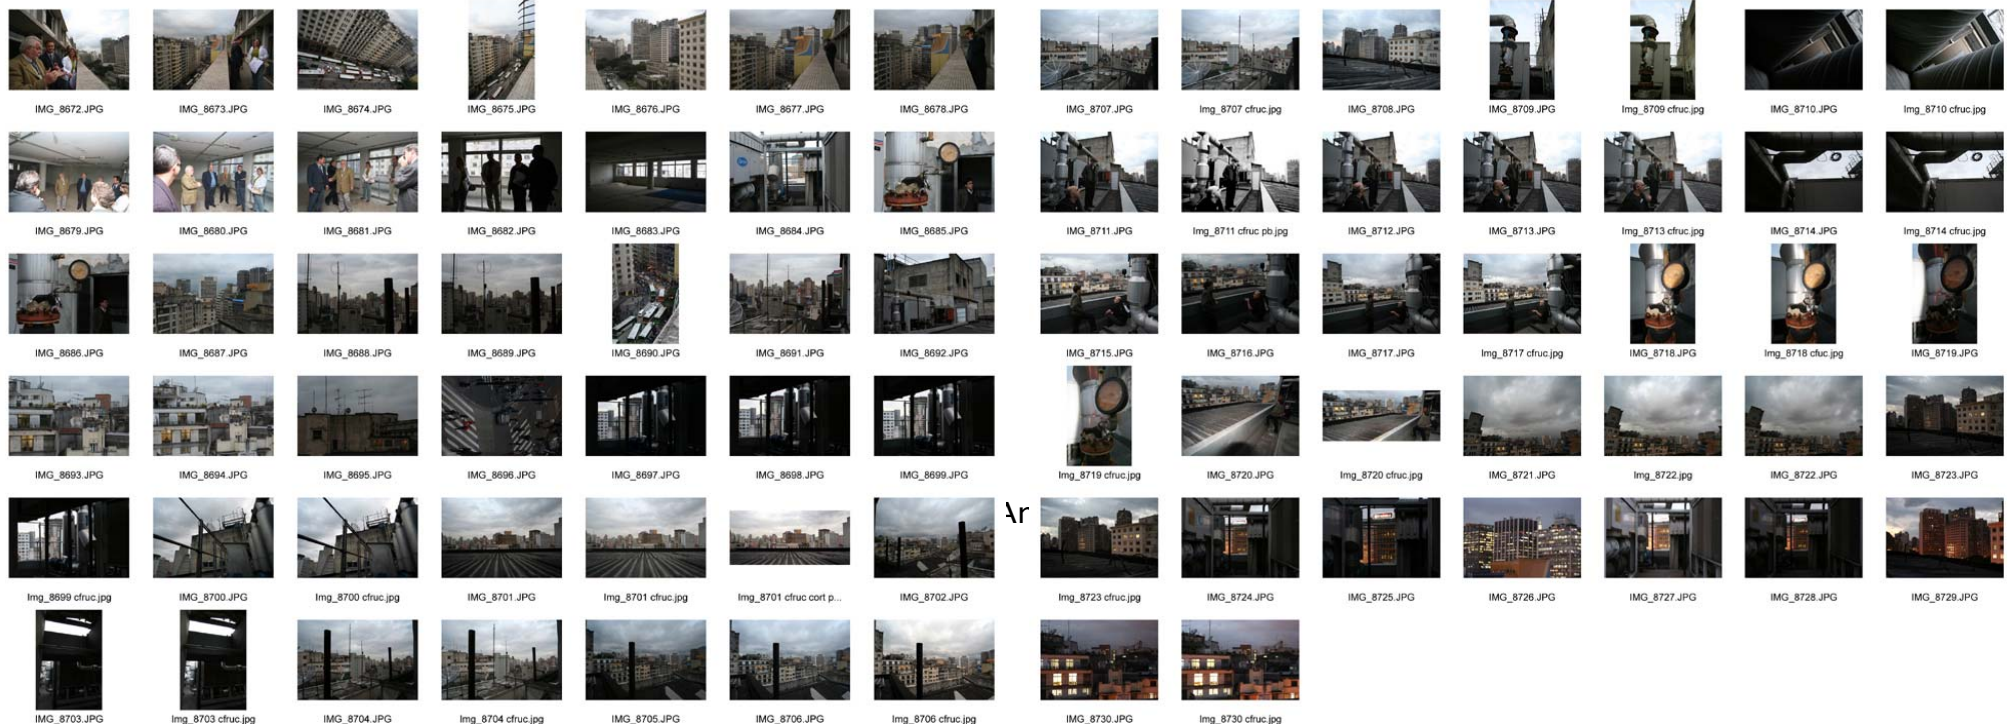 IMG_8672.JPG IMG_8673.JPG IMG_8674.JPG IMG_8675.JPG IMG_8676.JPG IMG_8677.JPG IMG_8678.JPG IMG_8707.JPG Img_8707 cfruc.jpg IMG_8708.JPG IMG_8709.JPG Img_8709 cfruc.jpg IMG_8710.JPG Img_8710 cfruc.jpg
IMG_8679.JPG IMG_8680.JPG IMG_8681.JPG IMG_8682.JPG IMG_8683.JPG IMG_8684.JPG IMG_8685.JPG IMG_8711.JPG Img_8711 cfruc pb.jpg IMG_8712.JPG IMG_8713.JPG Img_8713 cfruc.jpg IMG_8714.JPG Img_8714 cfruc.jpg
IMG_8686.JPG IMG_8687.JPG IMG_8688.JPG IMG_8689.JPG IMG_8690.JPG IMG_8691.JPG IMG_8692.JPG IMG_8715.JPG IMG_8716.JPG IMG_8717.JPG Img_8717 cfruc.jpg IMG_8718.JPG Img_8718 cfuc.jpg IMG_8719.JPG
IMG_8693.JPG IMG_8694.JPG IMG_8695.JPG IMG_8696.JPG IMG_8697.JPG IMG_8698.JPG IMG_8699.JPG Img_8719 cfruc.jpg IMG_8720.JPG Img_8720 cfruc.jpg IMG_8721.JPG Img_8722.jpg IMG_8722.JPG IMG_8723.JPG
Ar
Img_8699 cfruc.jpg IMG_8700.JPG Img_8700 cfruc.jpg IMG_8701.JPG Img_8701 cfruc.jpg Img_8701 cfruc cort p... IMG_8702.JPG Img_8723 cfruc.jpg IMG_8724.JPG IMG_8725.JPG IMG_8726.JPG IMG_8727.JPG IMG_8728.JPG IMG_8729.JPG
IMG_8703.JPG Img_8703 cfruc.jpg IMG_8704.JPG Img_8704 cfruc.jpg IMG_8705.JPG IMG_8706.JPG Img_8706 cfruc.jpg IMG_8730.JPG Img_8730 cfruc.jpg